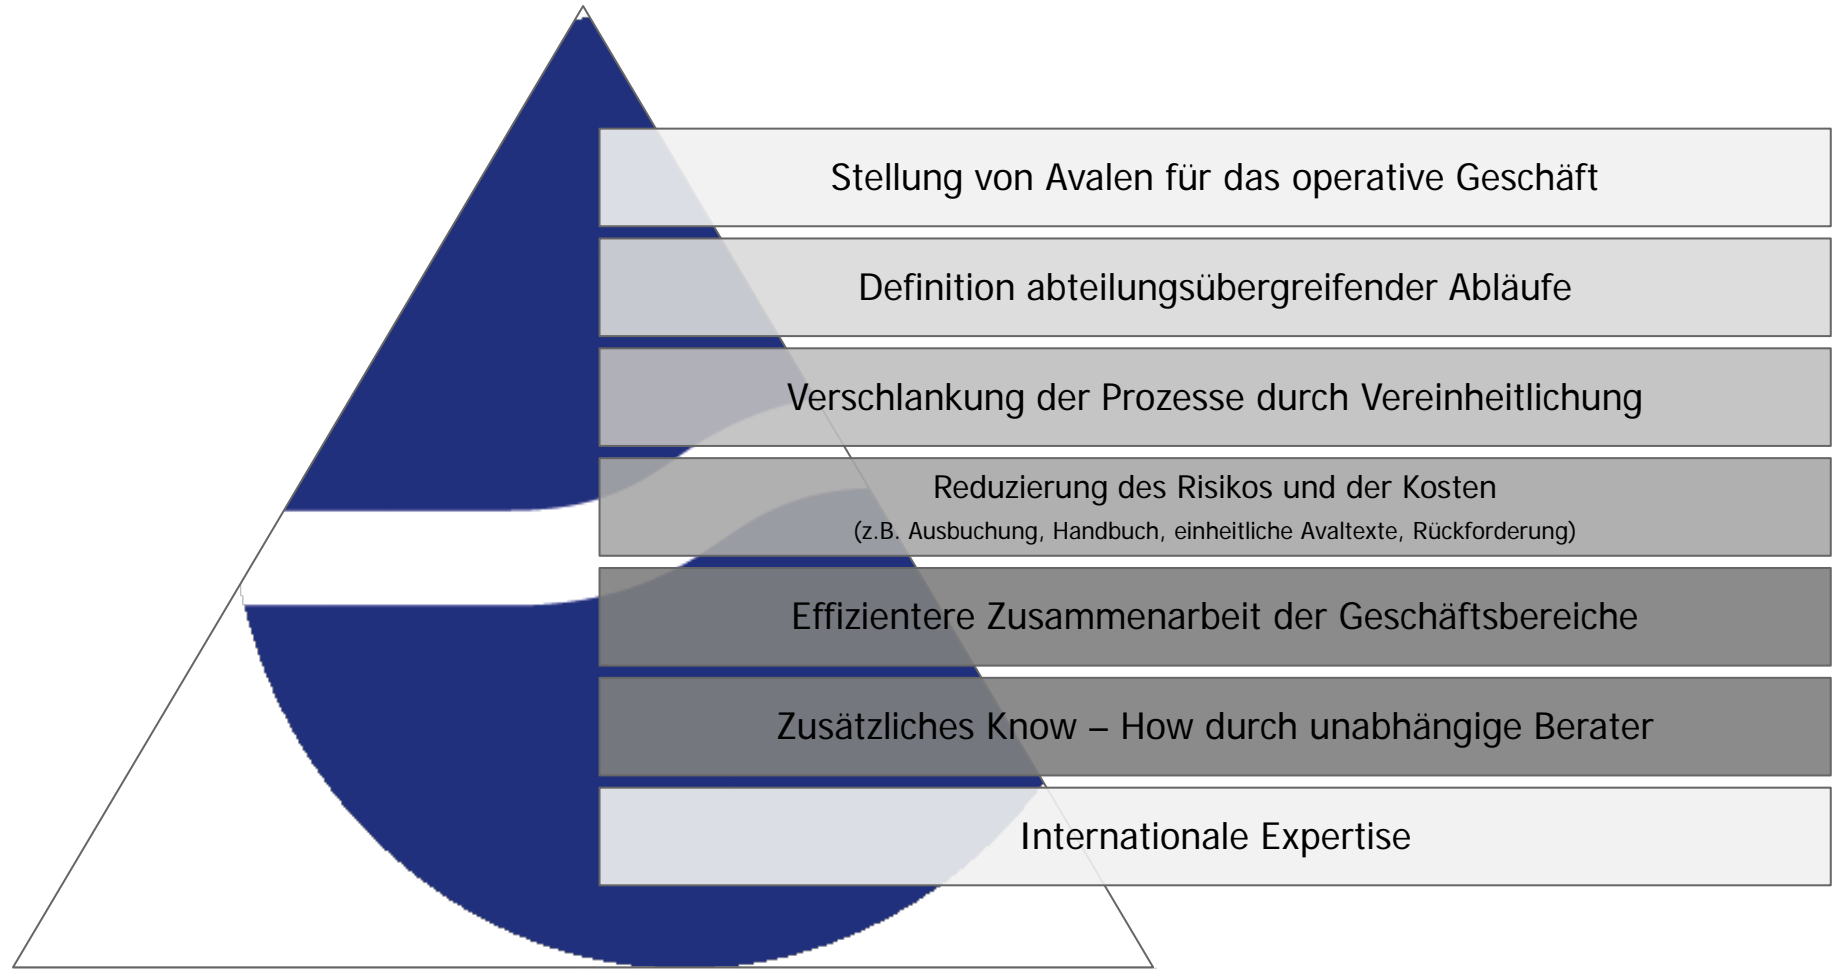 Stellung von Avalen für das operative Geschäft
Definition abteilungsübergreifender Abläufe
Verschlankung der Prozesse durch Vereinheitlichung
Reduzierung des Risikos und der Kosten
(z.B. Ausbuchung, Handbuch, einheitliche Avaltexte, Rückforderung)
Effizientere Zusammenarbeit der Geschäftsbereiche
Zusätzliches Know – How durch unabhängige Berater
Internationale Expertise